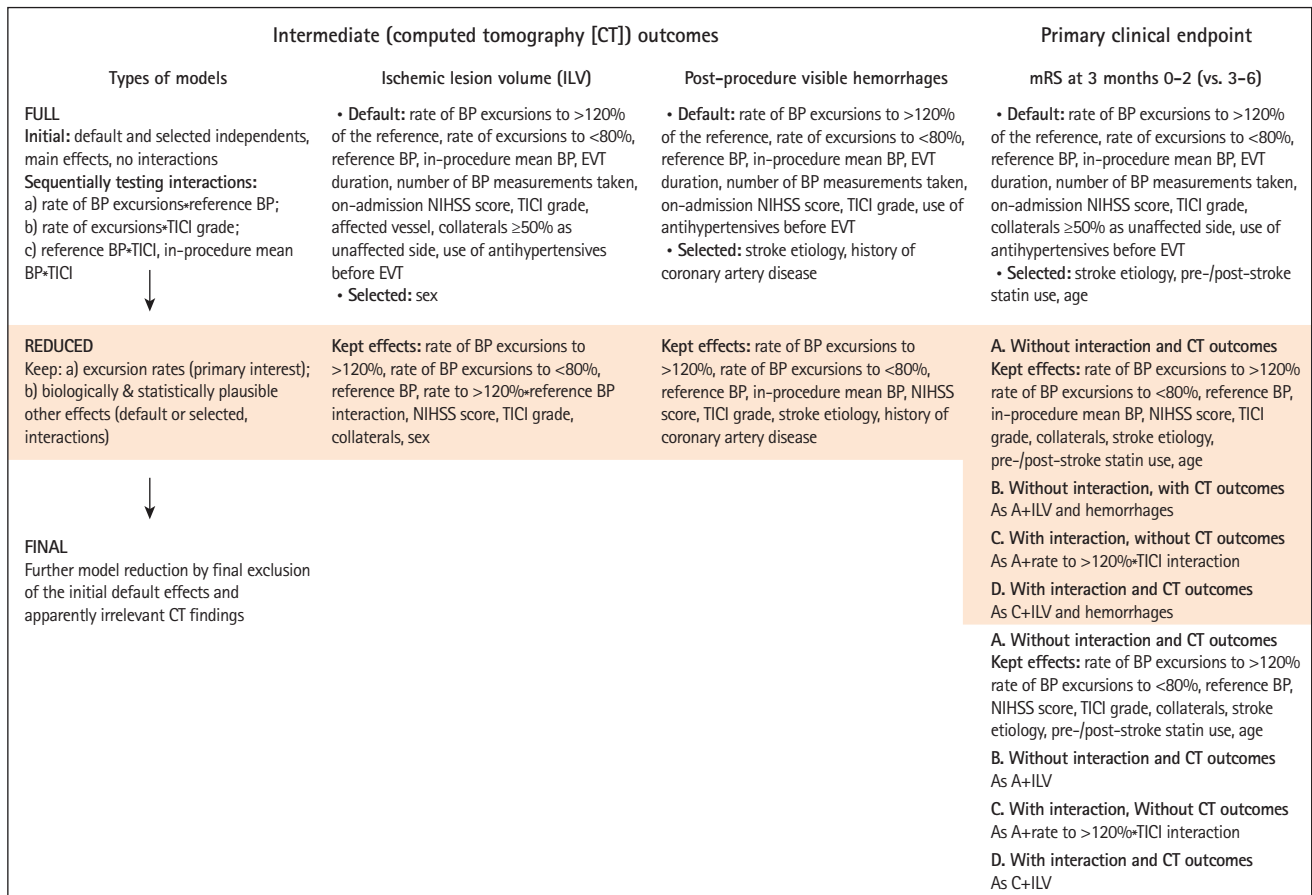 Intermediate (computed tomography [CT]) outcomes
Primary clinical endpoint
Types of models
Ischemic lesion volume (ILV)
Post-procedure visible hemorrhages
mRS at 3 months 0-2 (vs. 3-6)
FULL
Initial: default and selected independents,
main effects, no interactions
Sequentially testing interactions:
a) rate of BP excursions*reference BP;
b) rate of excursions*TICI grade;
c) reference BP*TICI, in-procedure mean
BP*TICI
• Default: rate of BP excursions to >120%
of the reference, rate of excursions to <80%,
reference BP, in-procedure mean BP, EVT
duration, number of BP measurements taken,
on-admission NIHSS score, TICI grade,
affected vessel, collaterals ≥50% as
unaffected side, use of antihypertensives
before EVT
• Selected: sex
• Default: rate of BP excursions to >120%
of the reference, rate of excursions to <80%,
reference BP, in-procedure mean BP, EVT
duration, number of BP measurements taken,
on-admission NIHSS score, TICI grade, use of
antihypertensives before EVT
• Selected: stroke etiology, history of
coronary artery disease
• Default: rate of BP excursions to >120%
of the reference, rate of excursions to <80%,
reference BP, in-procedure mean BP, EVT
duration, number of BP measurements taken,
on-admission NIHSS score, TICI grade,
collaterals ≥50% as unaffected side, use of
antihypertensives before EVT
• Selected: stroke etiology, pre-/post-stroke
statin use, age
REDUCED
Keep: a) excursion rates (primary interest);
b) biologically & statistically plausible
other effects (default or selected,
interactions)
Kept effects: rate of BP excursions to
>120%, rate of BP excursions to <80%,
reference BP, rate to >120%*reference BP
interaction, NIHSS score, TICI grade,
collaterals, sex
Kept effects: rate of BP excursions to
>120%, rate of BP excursions to <80%,
reference BP, in-procedure mean BP, NIHSS
score, TICI grade, stroke etiology, history of
coronary artery disease
A. Without interaction and CT outcomes
Kept effects: rate of BP excursions to >120%
rate of BP excursions to <80%, reference BP,
in-procedure mean BP, NIHSS score, TICI
grade, collaterals, stroke etiology,
pre-/post-stroke statin use, age
B. Without interaction, with CT outcomes
As A+ILV and hemorrhages
C. With interaction, without CT outcomes
As A+rate to >120%*TICI interaction
D. With interaction and CT outcomes
As C+ILV and hemorrhages
FINAL
Further model reduction by final exclusion
of the initial default effects and
apparently irrelevant CT findings
A. Without interaction and CT outcomes
Kept effects: rate of BP excursions to >120%
rate of BP excursions to <80%, reference BP,
NIHSS score, TICI grade, collaterals, stroke
etiology, pre-/post-stroke statin use, age
B. Without interaction and CT outcomes
As A+ILV
C. With interaction, Without CT outcomes
As A+rate to >120%*TICI interaction
D. With interaction and CT outcomes
As C+ILV